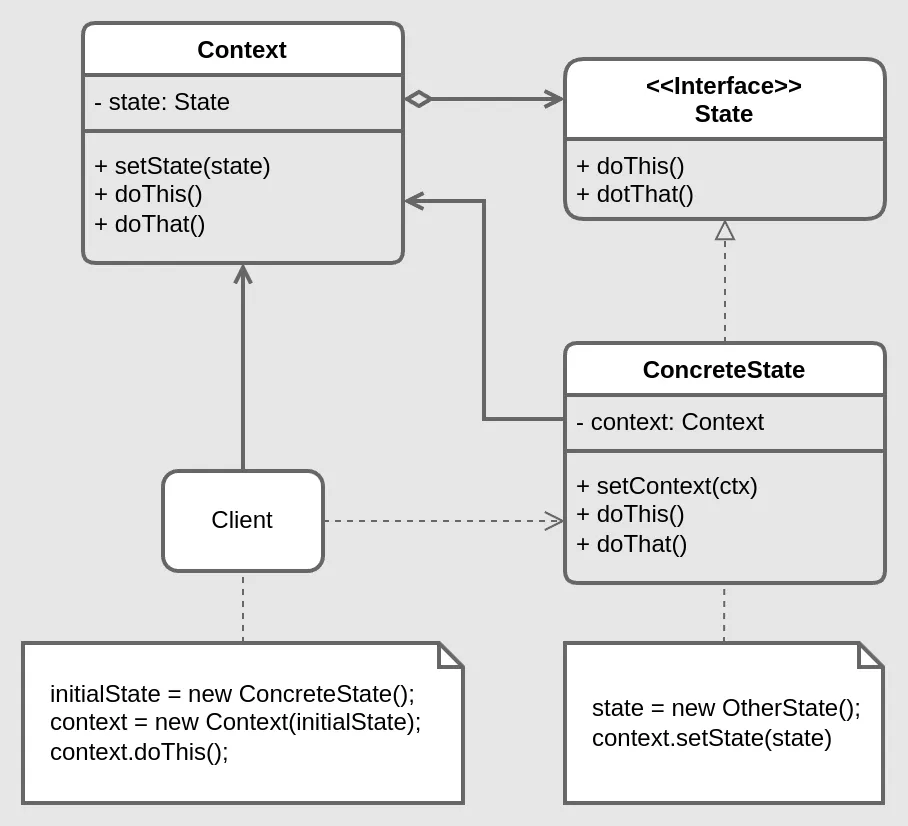 Context
- state: State
+ setState(state)
+ doThis()
+ doThat()
<<Interface>>
State
+ doThis()
+ dotThat()
ConcreteState
- context: Context
+ setContext(ctx)
+ doThis()
+ doThat()
Client
initialState = new ConcreteState();
context = new Context(initialState);
context.doThis();
state = new OtherState();
context.setState(state)